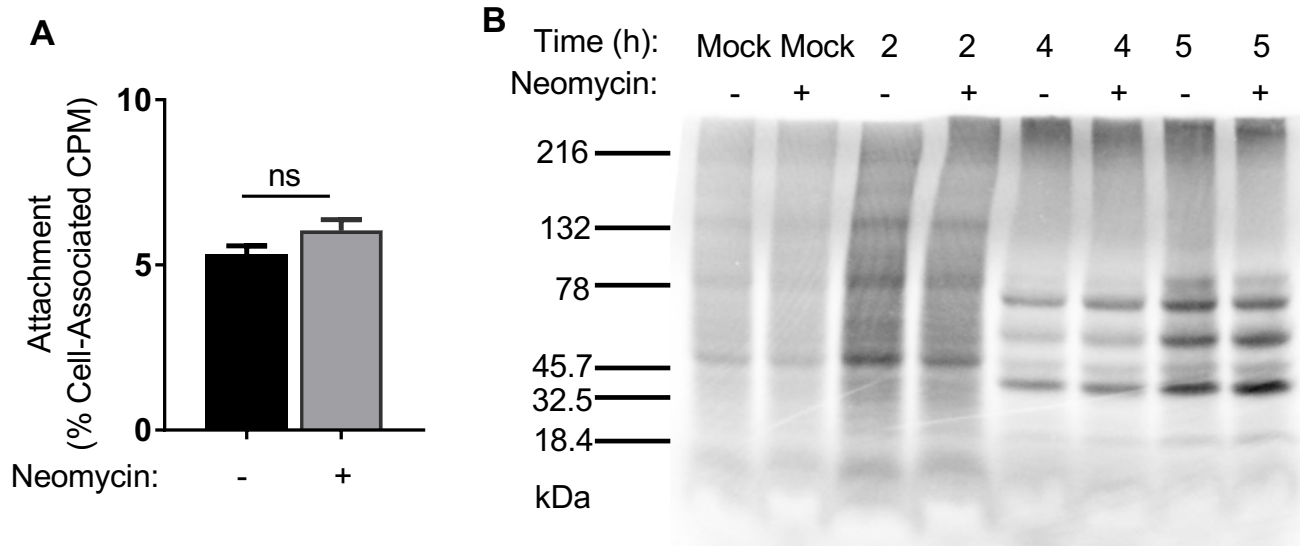 A
Attachment
(% Cell-Associated CPM)
10
5
0
ns
Neomycin: - +
B
Time (h): Mock Mock 2 2 4 4 5 5
Neomycin: - + - + - + - +
216
132
78
45.7
32.5
18.4
kDa